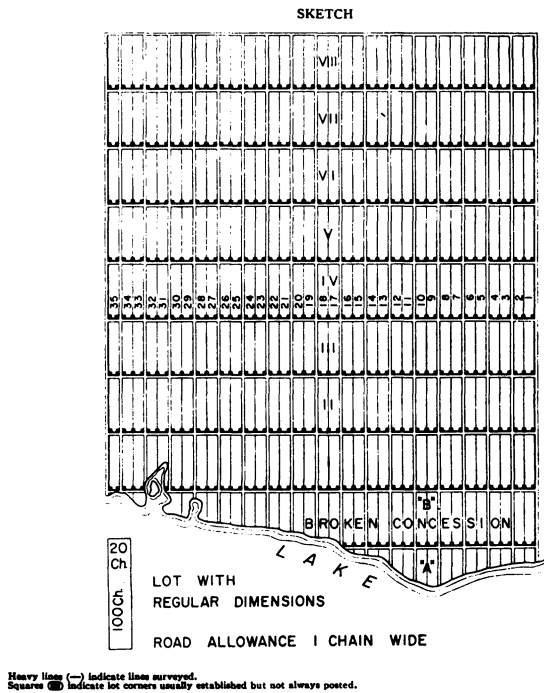 SKETCH
VIII
VII
VI
V
IV
35 34 33 32 31 30 29 28 27 26 25 24 23 22 21 20 19 18 17 16 15 14 13 12 11 10 9 8 7 6 5 4 3 2 1
III
II
"B"
BROKEN CONCESSION
"A"
LAKE
20
Ch.
100Ch.
LOT WITH
REGULAR DIMENSIONS
ROAD ALLOWANCE 1 CHAIN WIDE
Heavy lines (—) indicate lines surveyed.
Squares (■) indicate lot corners usually established but not always posted.